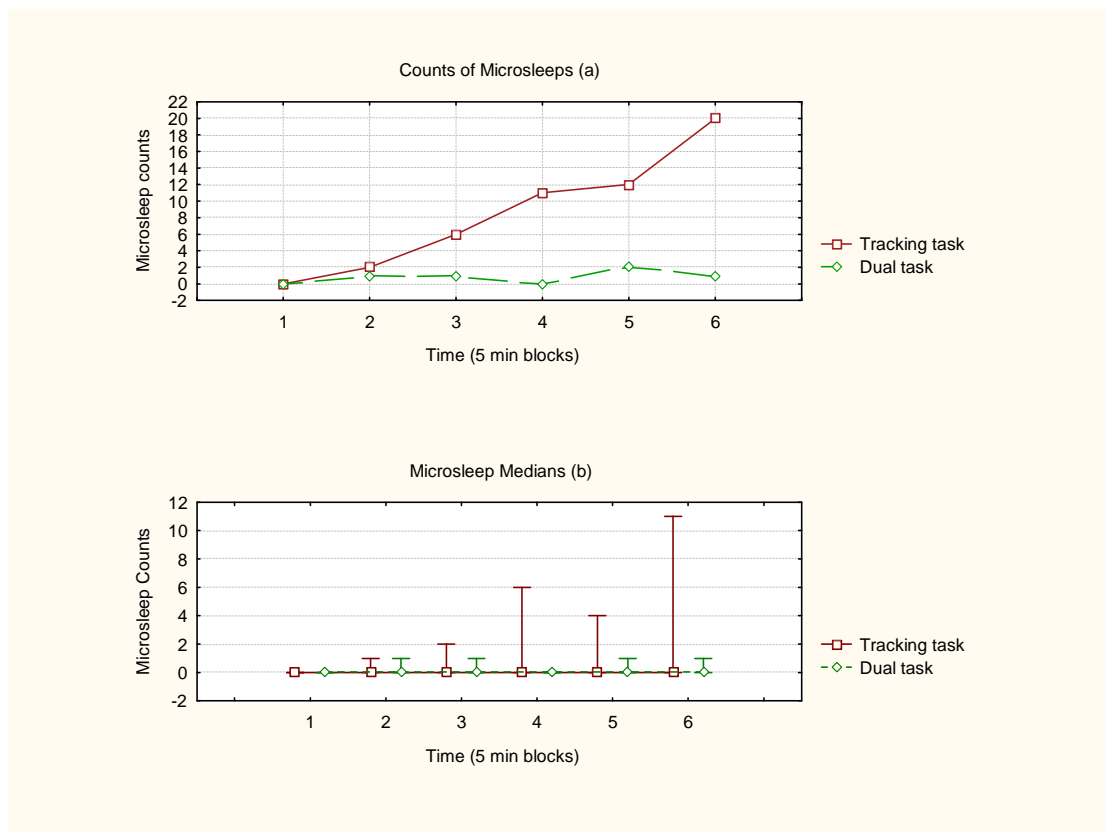 Counts of Microsleeps (a)
Microsleep counts
22
20
18
16
14
12
10
8
6
4
2
0
-2
1 2 3 4 5 6
Time (5 min blocks)
Tracking task
Dual task
Microsleep Medians (b)
Microsleep Counts
12
10
8
6
4
2
0
-2
1 2 3 4 5 6
Time (5 min blocks)
Tracking task
Dual task